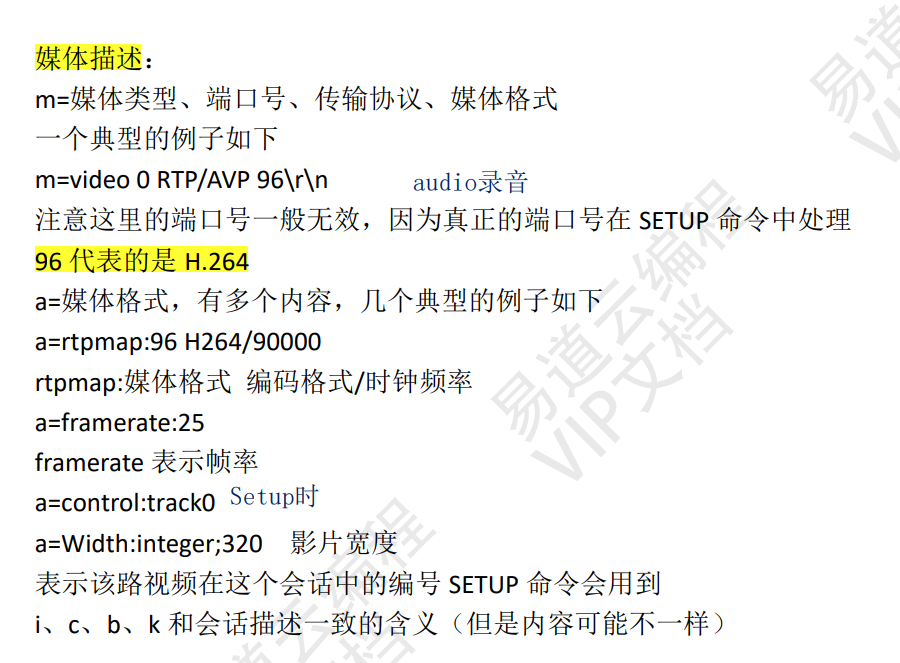 媒体描述：
m=媒体类型、端口号、传输协议、媒体格式
一个典型的例子如下
m=video 0 RTP/AVP 96\r\n audio录音
注意这里的端口号一般无效，因为真正的端口号在 SETUP 命令中处理
96 代表的是 H.264
a=媒体格式，有多个内容，几个典型的例子如下
a=rtpmap:96 H264/90000
rtpmap:媒体格式 编码格式/时钟频率
a=framerate:25
framerate 表示帧率
a=control:track0 Setup时
a=Width:integer;320 影片宽度
表示该路视频在这个会话中的编号 SETUP 命令会用到
i、c、b、k 和会话描述一致的含义（但是内容可能不一样）
易道云编程
VIP文档